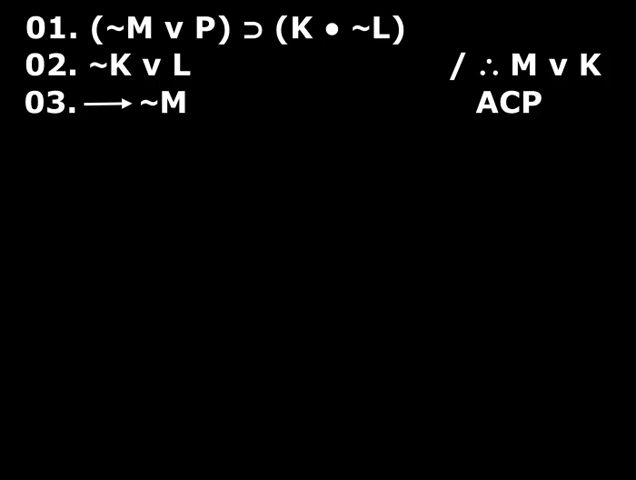 01. (~M v P) ⊃ (K • ~L)
02. ~K v L / ∴ M v K
03. ⟶ ~M ACP